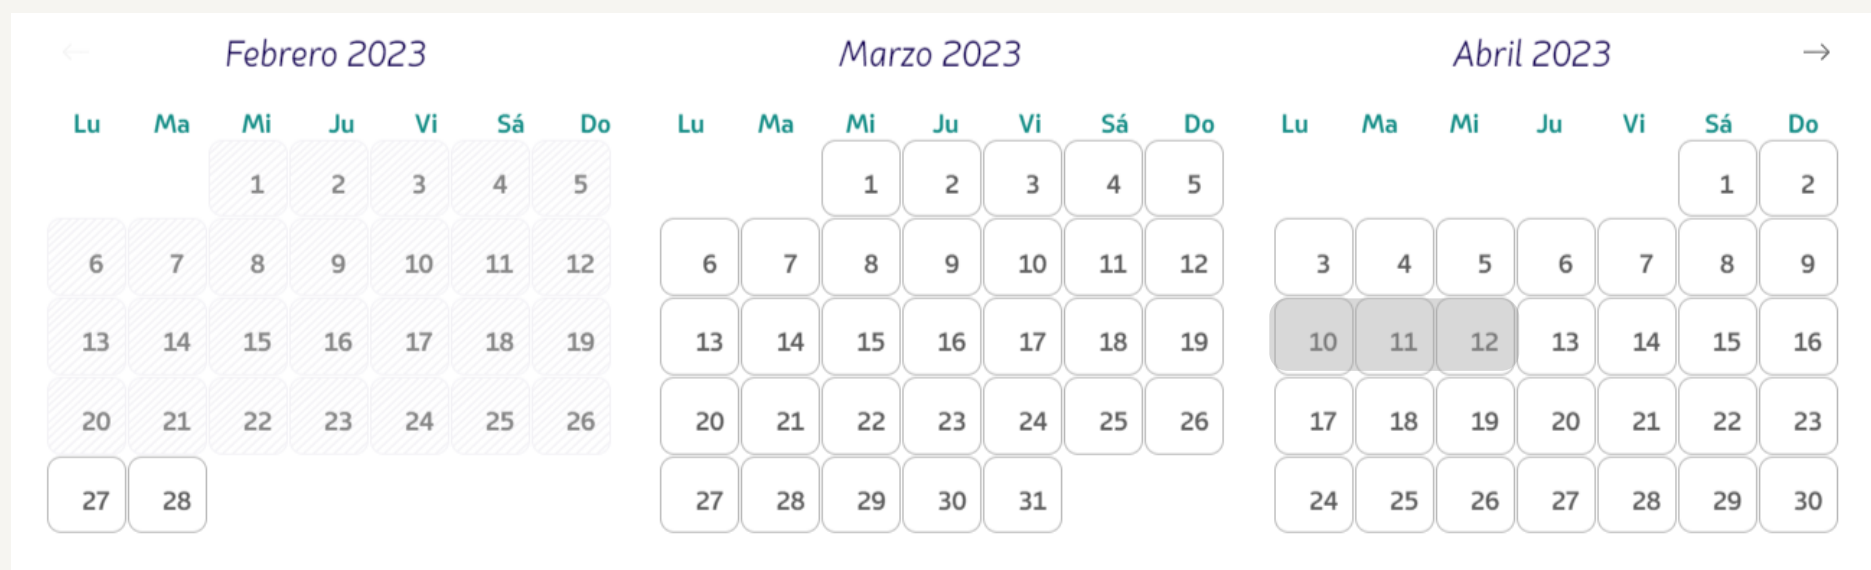 Febrero 2023
Lu Ma Mi Ju Vi Sá Do
1 2 3 4 5
6 7 8 9 10 11 12
13 14 15 16 17 18 19
20 21 22 23 24 25 26
27 28
Marzo 2023
Lu Ma Mi Ju Vi Sá Do
1 2 3 4 5
6 7 8 9 10 11 12
13 14 15 16 17 18 19
20 21 22 23 24 25 26
27 28 29 30 31
Abril 2023
Lu Ma Mi Ju Vi Sá Do
1 2
3 4 5 6 7 8 9
10 11 12 13 14 15 16
17 18 19 20 21 22 23
24 25 26 27 28 29 30